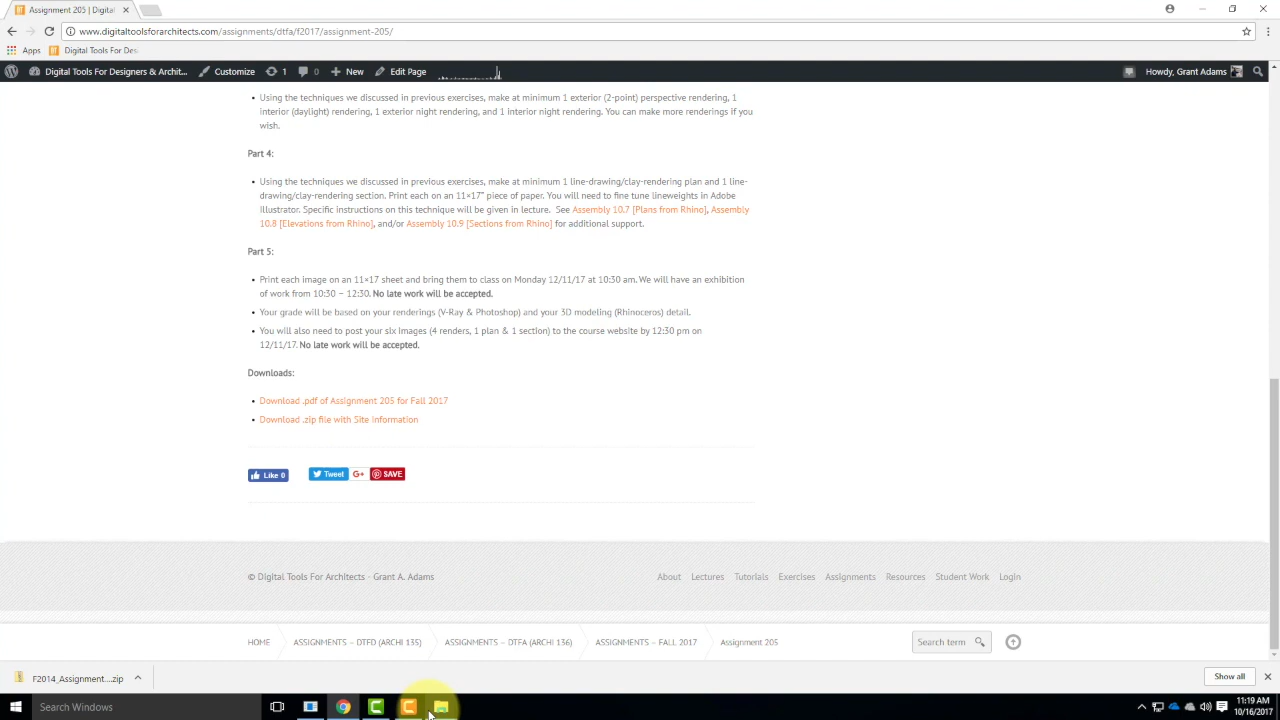 Assignment 205 | Digital
www.digitaltoolsforarchitects.com/assignments/dtfa/f2017/assignment-205/
Apps
Digital Tools For Des
Digital Tools For Designers & Archit...
Customize
1
0
New
Edit Page
Howdy, Grant Adams
Using the techniques we discussed in previous exercises, make at minimum 1 exterior (2-point) perspective rendering, 1
interior (daylight) rendering, 1 exterior night rendering, and 1 interior night rendering. You can make more renderings if you
wish.
Part 4:
Using the techniques we discussed in previous exercises, make at minimum 1 line-drawing/clay-rendering plan and 1 line-
drawing/clay-rendering section. Print each on an 11×17” piece of paper. You will need to fine tune lineweights in Adobe
Illustrator. Specific instructions on this technique will be given in lecture. See Assembly 10.7 [Plans from Rhino], Assembly
10.8 [Elevations from Rhino], and/or Assembly 10.9 [Sections from Rhino] for additional support.
Part 5:
Print each image on an 11×17 sheet and bring them to class on Monday 12/11/17 at 10:30 am. We will have an exhibition
of work from 10:30 – 12:30. No late work will be accepted.
Your grade will be based on your renderings (V-Ray & Photoshop) and your 3D modeling (Rhinoceros) detail.
You will also need to post your six images (4 renders, 1 plan & 1 section) to the course website by 12:30 pm on
12/11/17. No late work will be accepted.
Downloads:
Download .pdf of Assignment 205 for Fall 2017
Download .zip file with Site Information
Like 0
Tweet
G+
SAVE
© Digital Tools For Architects - Grant A. Adams
About Lectures Tutorials Exercises Assignments Resources Student Work Login
HOME ASSIGNMENTS – DTFD (ARCHI 135) ASSIGNMENTS – DTFA (ARCHI 136) ASSIGNMENTS – FALL 2017 Assignment 205
Search term
F2014_Assignment....zip
Show all
Search Windows
11:19 AM
10/16/2017